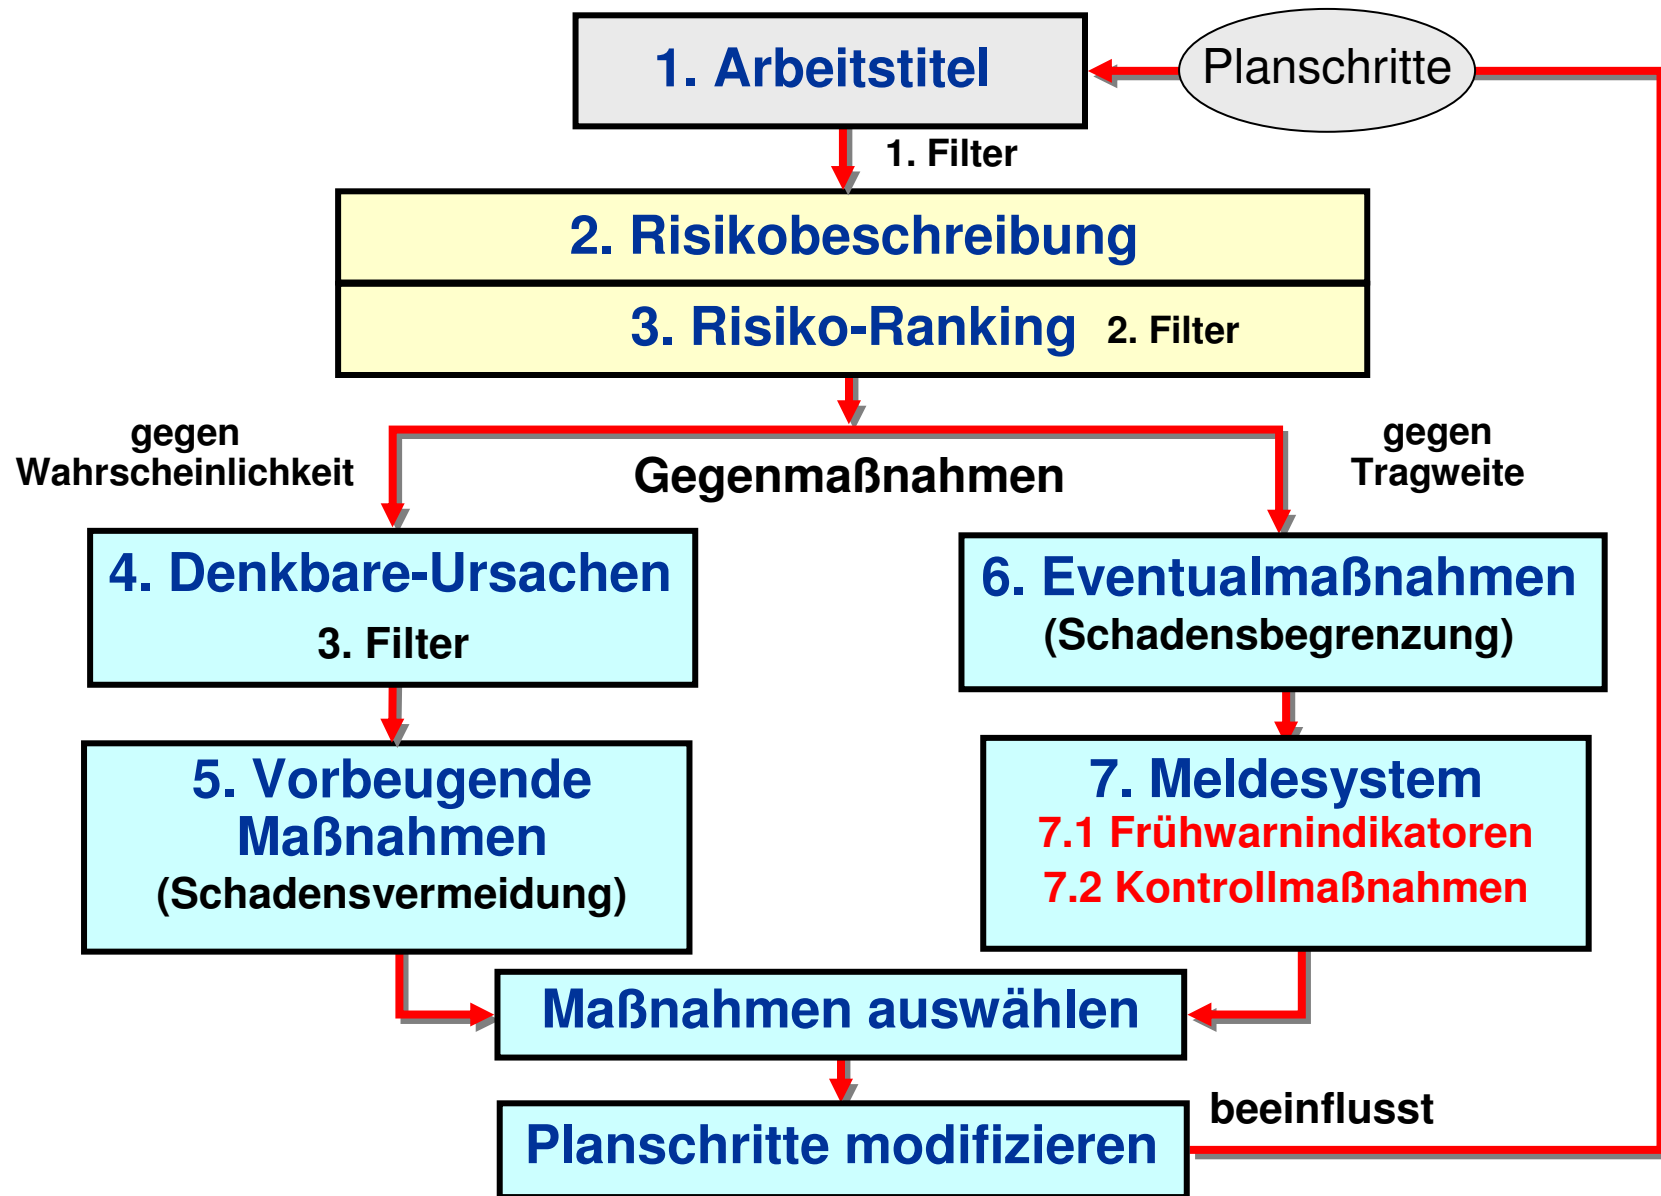 1. Arbeitstitel
Planschritte
1. Filter
2. Risikobeschreibung
3. Risiko-Ranking 2. Filter
gegen
Wahrscheinlichkeit
Gegenmaßnahmen
gegen
Tragweite
4. Denkbare-Ursachen
3. Filter
6. Eventualmaßnahmen
(Schadensbegrenzung)
5. Vorbeugende
Maßnahmen
(Schadensvermeidung)
7. Meldesystem
7.1 Frühwarnindikatoren
7.2 Kontrollmaßnahmen
Maßnahmen auswählen
Planschritte modifizieren
beeinflusst